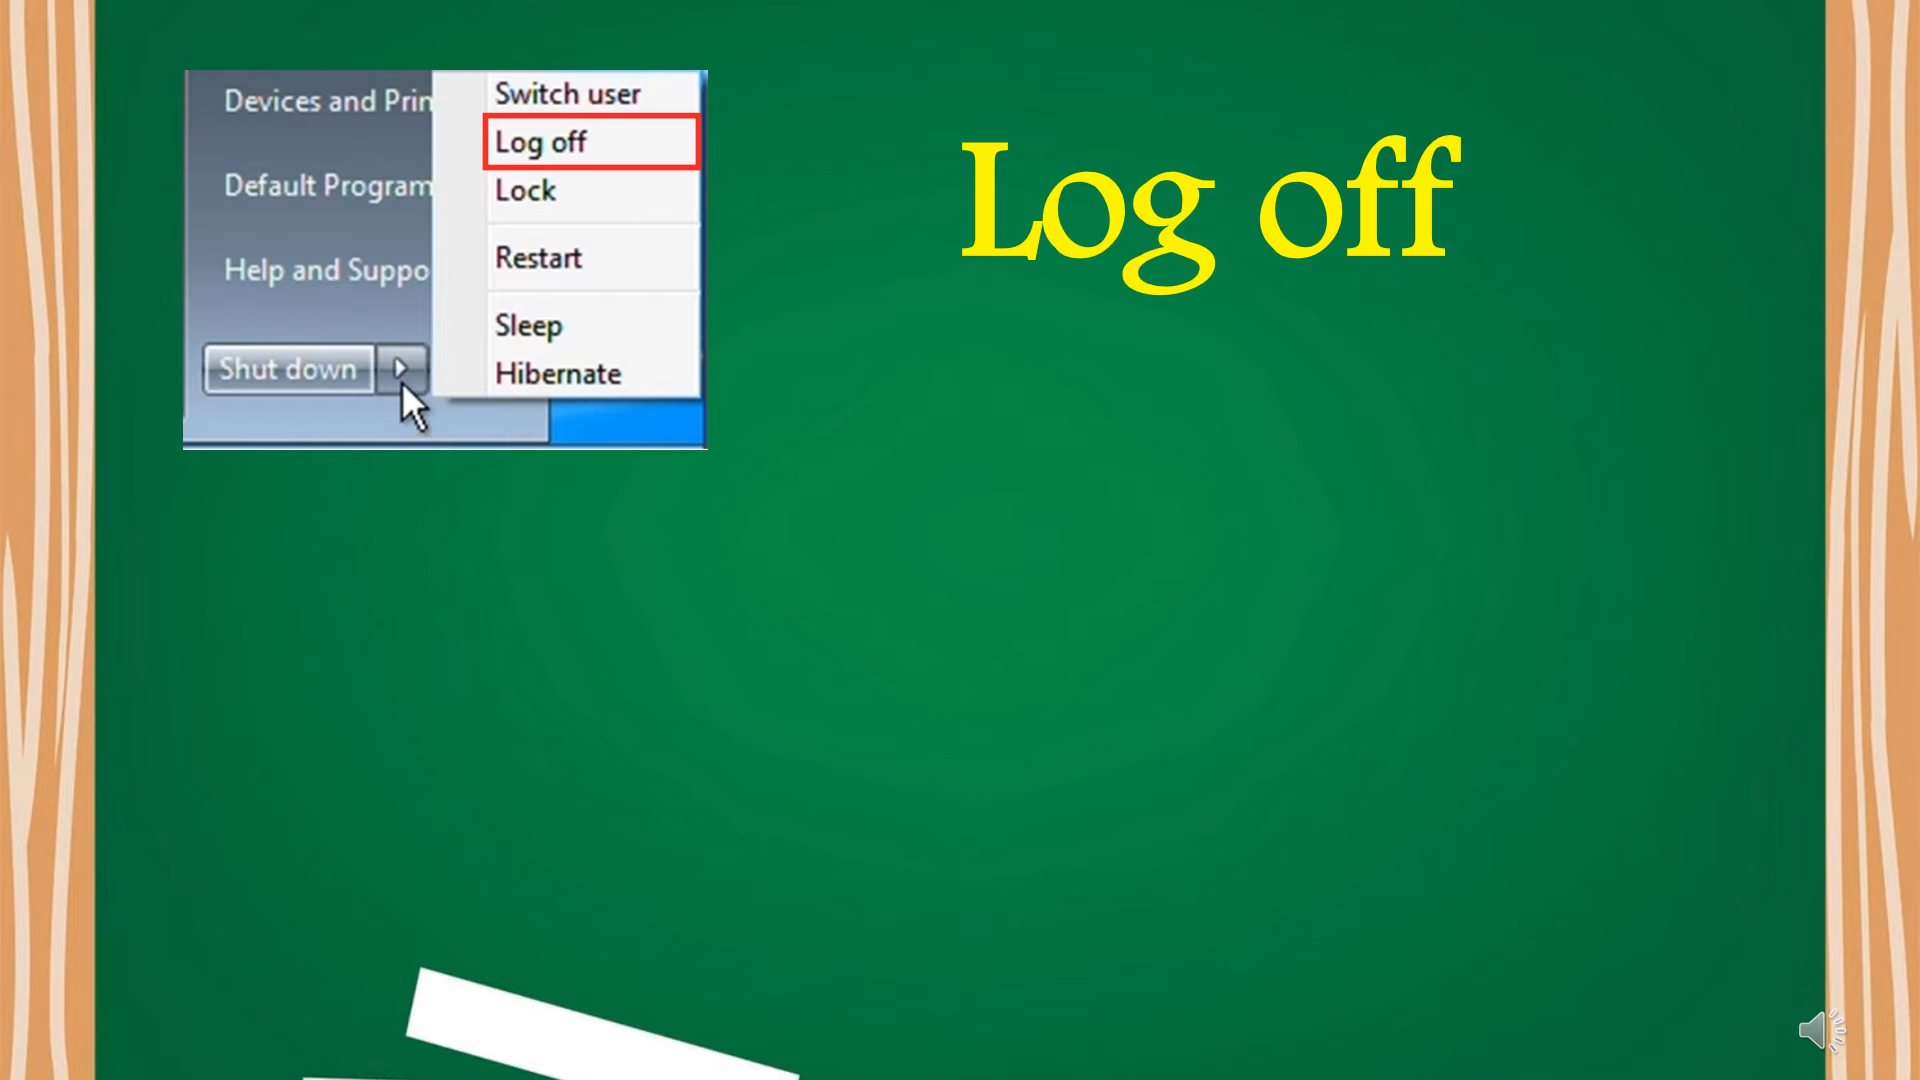 Devices and Prin
Default Program
Help and Suppo
Shut down
Switch user
Log off
Lock
Restart
Sleep
Hibernate
Log off